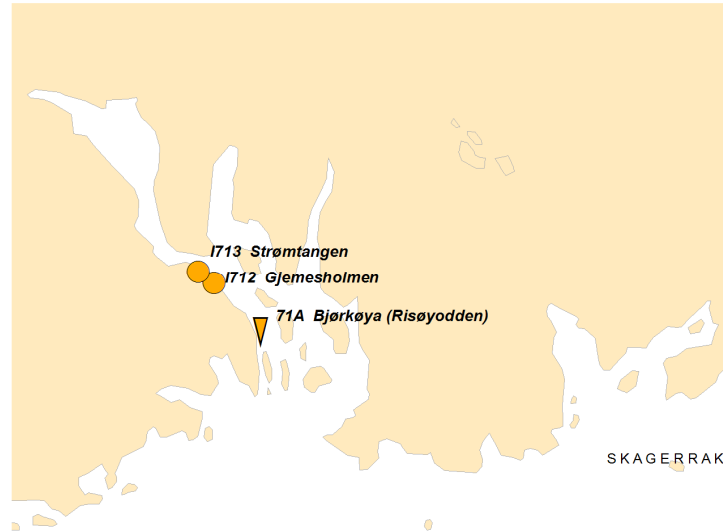 I713 Strømtangen
I712 Gjemesholmen
71A Bjørkøya (Risøyodden)
SKAGERRAK